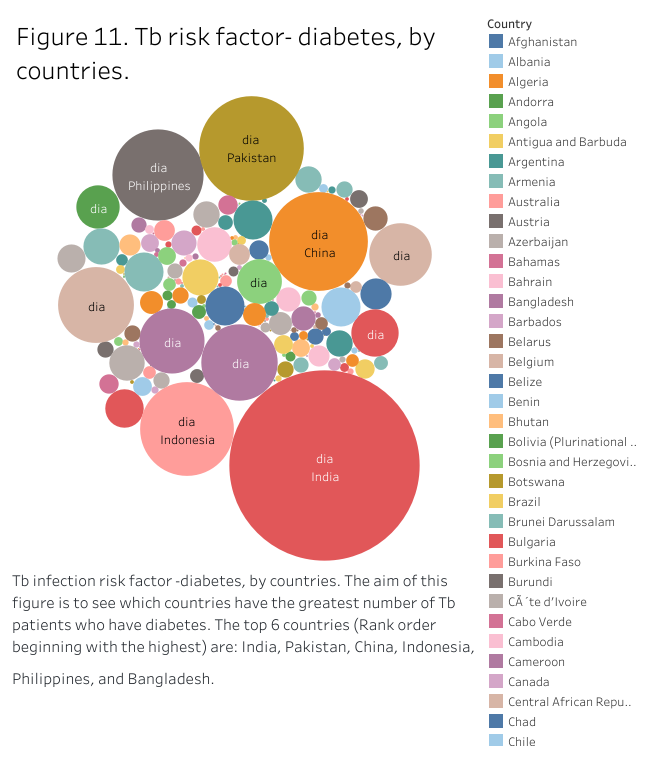 Figure 11. Tb risk factor- diabetes, by
countries.
dia
Pakistan
dia
Philippines
dia
dia
China
dia
dia
dia
dia
dia
dia
dia
Indonesia
dia
India
Tb infection risk factor -diabetes, by countries. The aim of this
figure is to see which countries have the greatest number of Tb
patients who have diabetes. The top 6 countries (Rank order
beginning with the highest) are: India, Pakistan, China, Indonesia,
Philippines, and Bangladesh.
Country
Afghanistan
Albania
Algeria
Andorra
Angola
Antigua and Barbuda
Argentina
Armenia
Australia
Austria
Azerbaijan
Bahamas
Bahrain
Bangladesh
Barbados
Belarus
Belgium
Belize
Benin
Bhutan
Bolivia (Plurinational ..
Bosnia and Herzegovi..
Botswana
Brazil
Brunei Darussalam
Bulgaria
Burkina Faso
Burundi
CÃ´te d’Ivoire
Cabo Verde
Cambodia
Cameroon
Canada
Central African Repu..
Chad
Chile